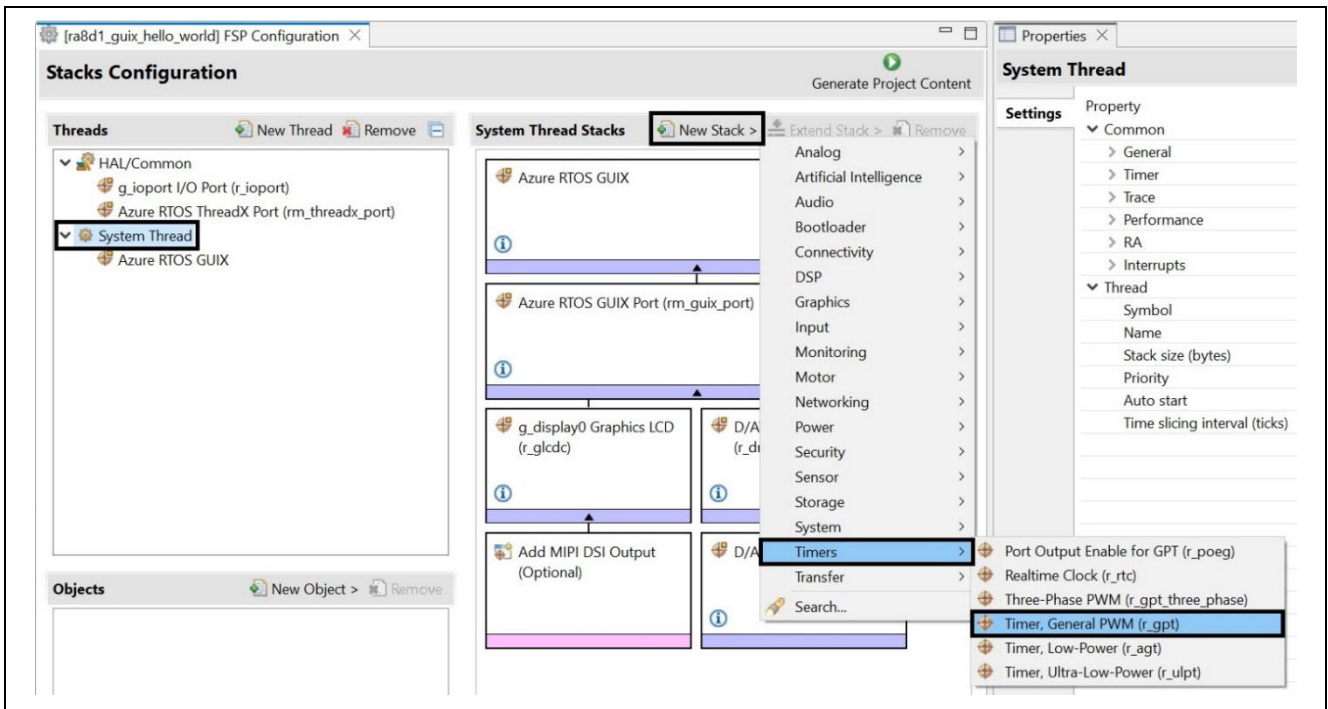 [ra8d1_guix_hello_world] FSP Configuration
Stacks Configuration
Generate Project Content
Threads
New Thread
Remove
HAL/Common
g_ioport I/O Port (r_ioport)
Azure RTOS ThreadX Port (rm_threadx_port)
System Thread
Azure RTOS GUIX
Objects
New Object >
Remove
System Thread Stacks
New Stack >
Extend Stack >
Remove
Azure RTOS GUIX
Azure RTOS GUIX Port (rm_guix_port)
g_display0 Graphics LCD
(r_glcdc)
D/A
(r_d
Add MIPI DSI Output
(Optional)
D/A
Analog
Artificial Intelligence
Audio
Bootloader
Connectivity
DSP
Graphics
Input
Monitoring
Motor
Networking
Power
Security
Sensor
Storage
System
Timers
Transfer
Search...
Port Output Enable for GPT (r_poeg)
Realtime Clock (r_rtc)
Three-Phase PWM (r_gpt_three_phase)
Timer, General PWM (r_gpt)
Timer, Low-Power (r_agt)
Timer, Ultra-Low-Power (r_ulpt)
Properties
System Thread
Settings
Property
Common
General
Timer
Trace
Performance
RA
Interrupts
Thread
Symbol
Name
Stack size (bytes)
Priority
Auto start
Time slicing interval (ticks)